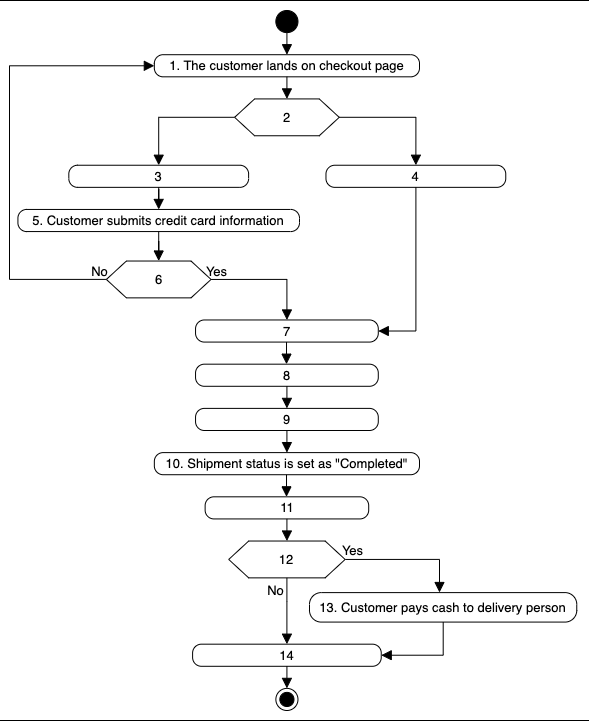 1. The customer lands on checkout page
2
3
4
5. Customer submits credit card information
No
6
Yes
7
8
9
10. Shipment status is set as "Completed"
11
12
Yes
No
13. Customer pays cash to delivery person
14